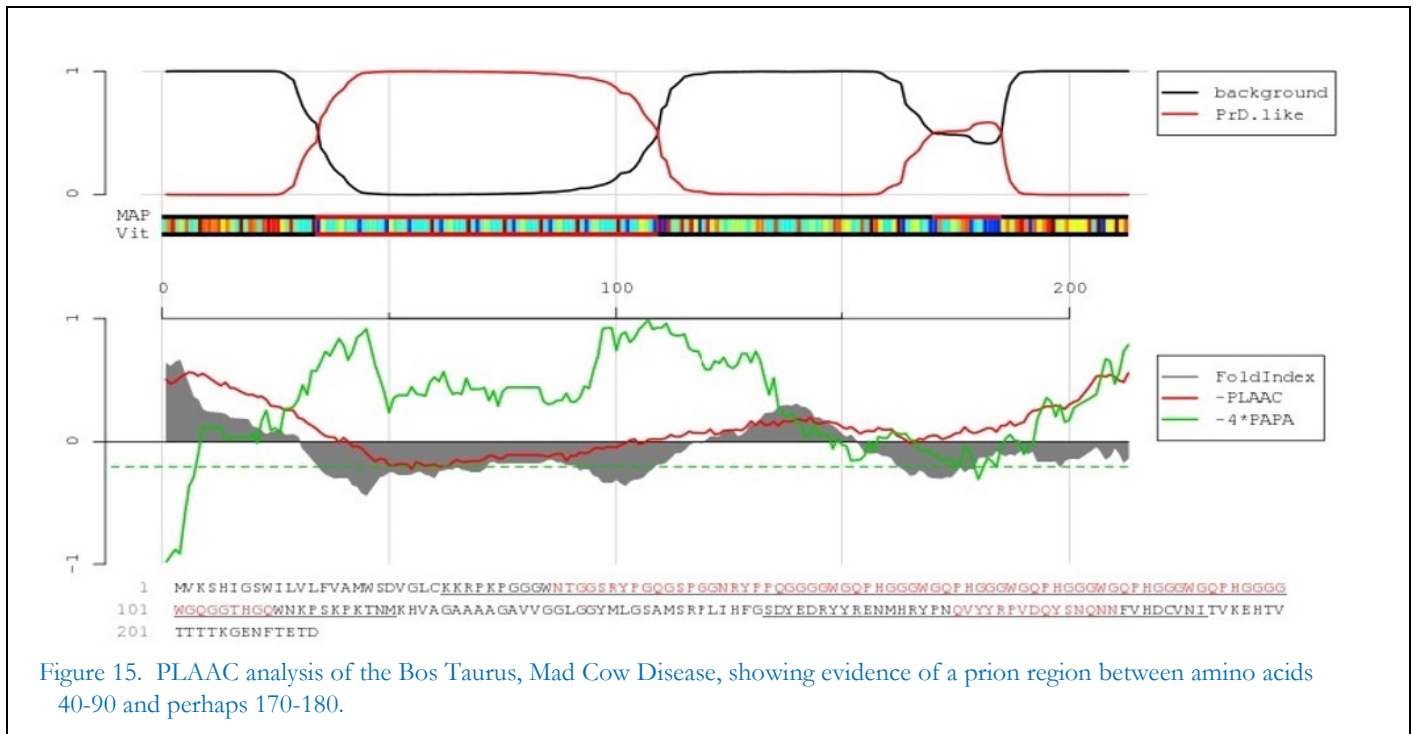 1
background
PrD.like
0
MAP
Vit
0 100 200
1
FoldIndex
-PLAAC
-4*PAPA
0
-1
1 MVKSHIGSWILVLFVAMWSDVGLCKKRPKPGGGWNTGGSRYPGQGSPGGNRYPPQGGGGWGQPHGGGWGQPHGGGWGQPHGGGWGQPHGGGWGQPHGGGG
101 WGQGGTHGQWNKPSKPKTNMKHVAGAAAAGAVVGGLGGYMLGSAMSRPLIHFGSDYEDRYYRENMHRYPNQVYYRPVDQYSNQNNFVHDCVNITVKEHTV
201 TTTTKGENFTETD
Figure 15. PLAAC analysis of the Bos Taurus, Mad Cow Disease, showing evidence of a prion region between amino acids
40-90 and perhaps 170-180.